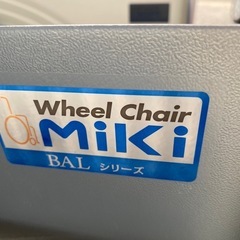 Wheel Chair
MiKi
BAL シリーズ